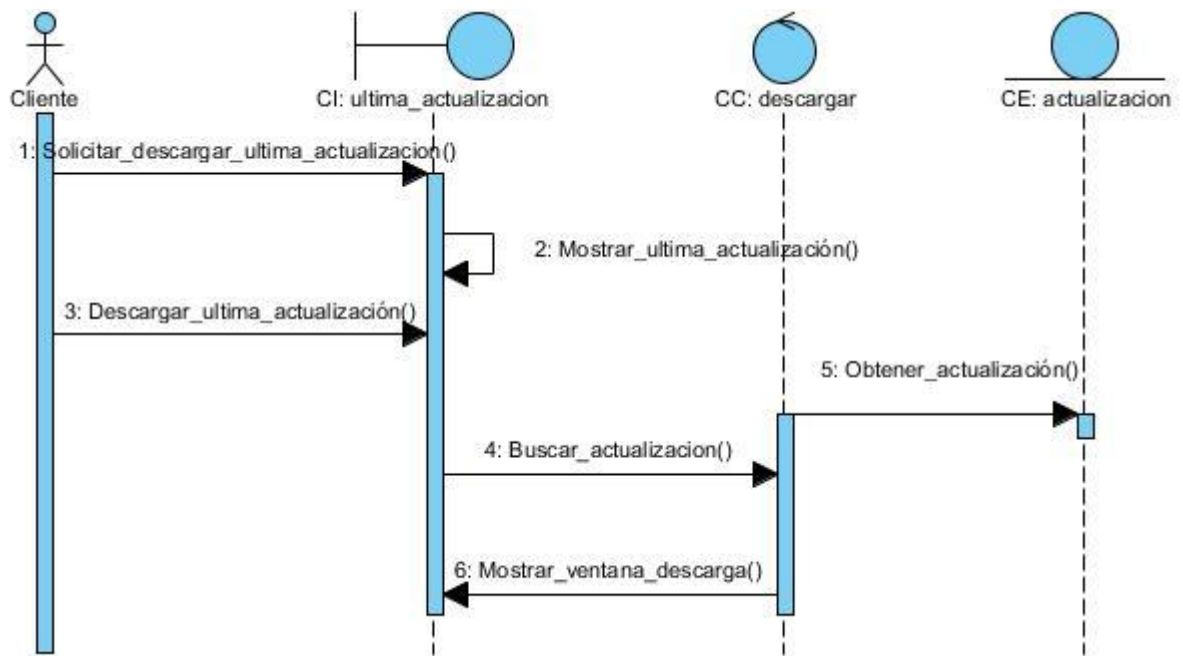 Cliente
CI: ultima_actualizacion
CC: descargar
CE: actualizacion
1: Solicitar_descargar_ultima_actualizacion()
2: Mostrar_ultima_actualización()
3: Descargar_ultima_actualización()
5: Obtener_actualización()
4: Buscar_actualizacion()
6: Mostrar_ventana_descarga()